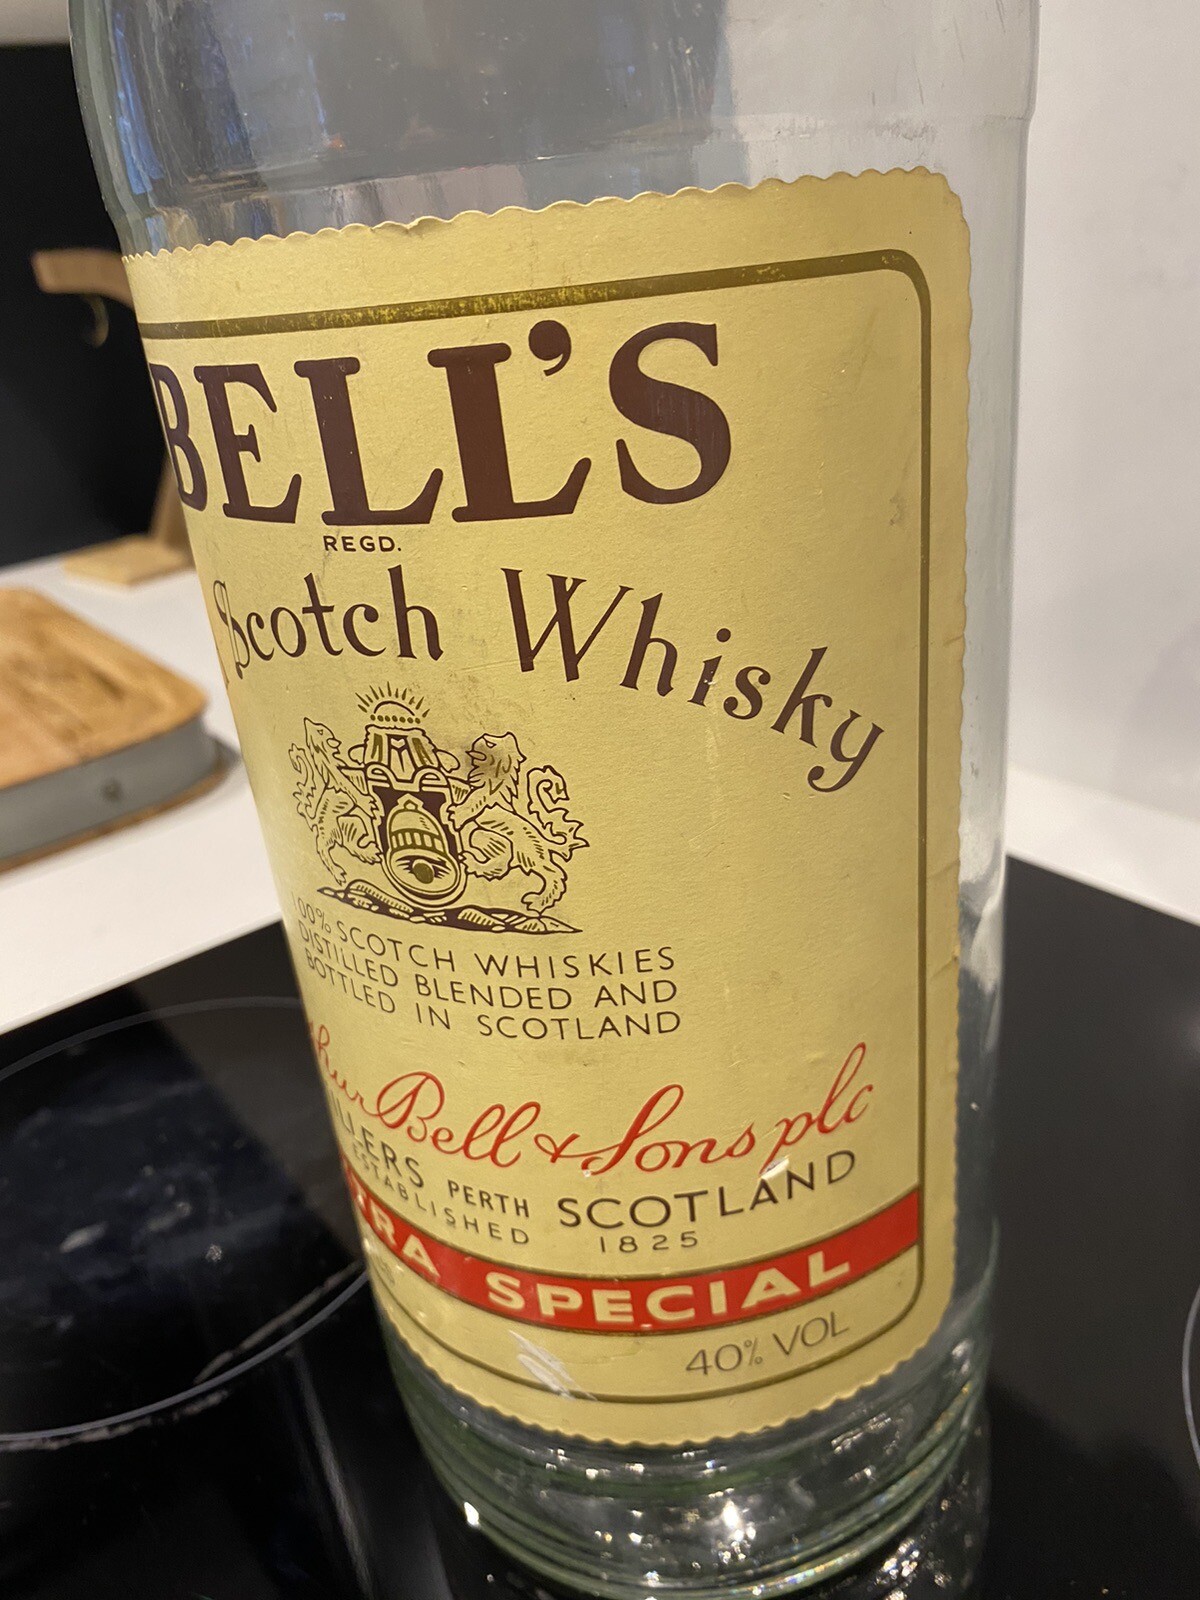 BELL'S
REGD.
Scotch Whisky
100% SCOTCH WHISKIES
DISTILLED BLENDED AND
BOTTLED IN SCOTLAND
Bell & Sons plc
PERTH SCOTLAND
ESTABLISHED 1825
SPECIAL
40% VOL